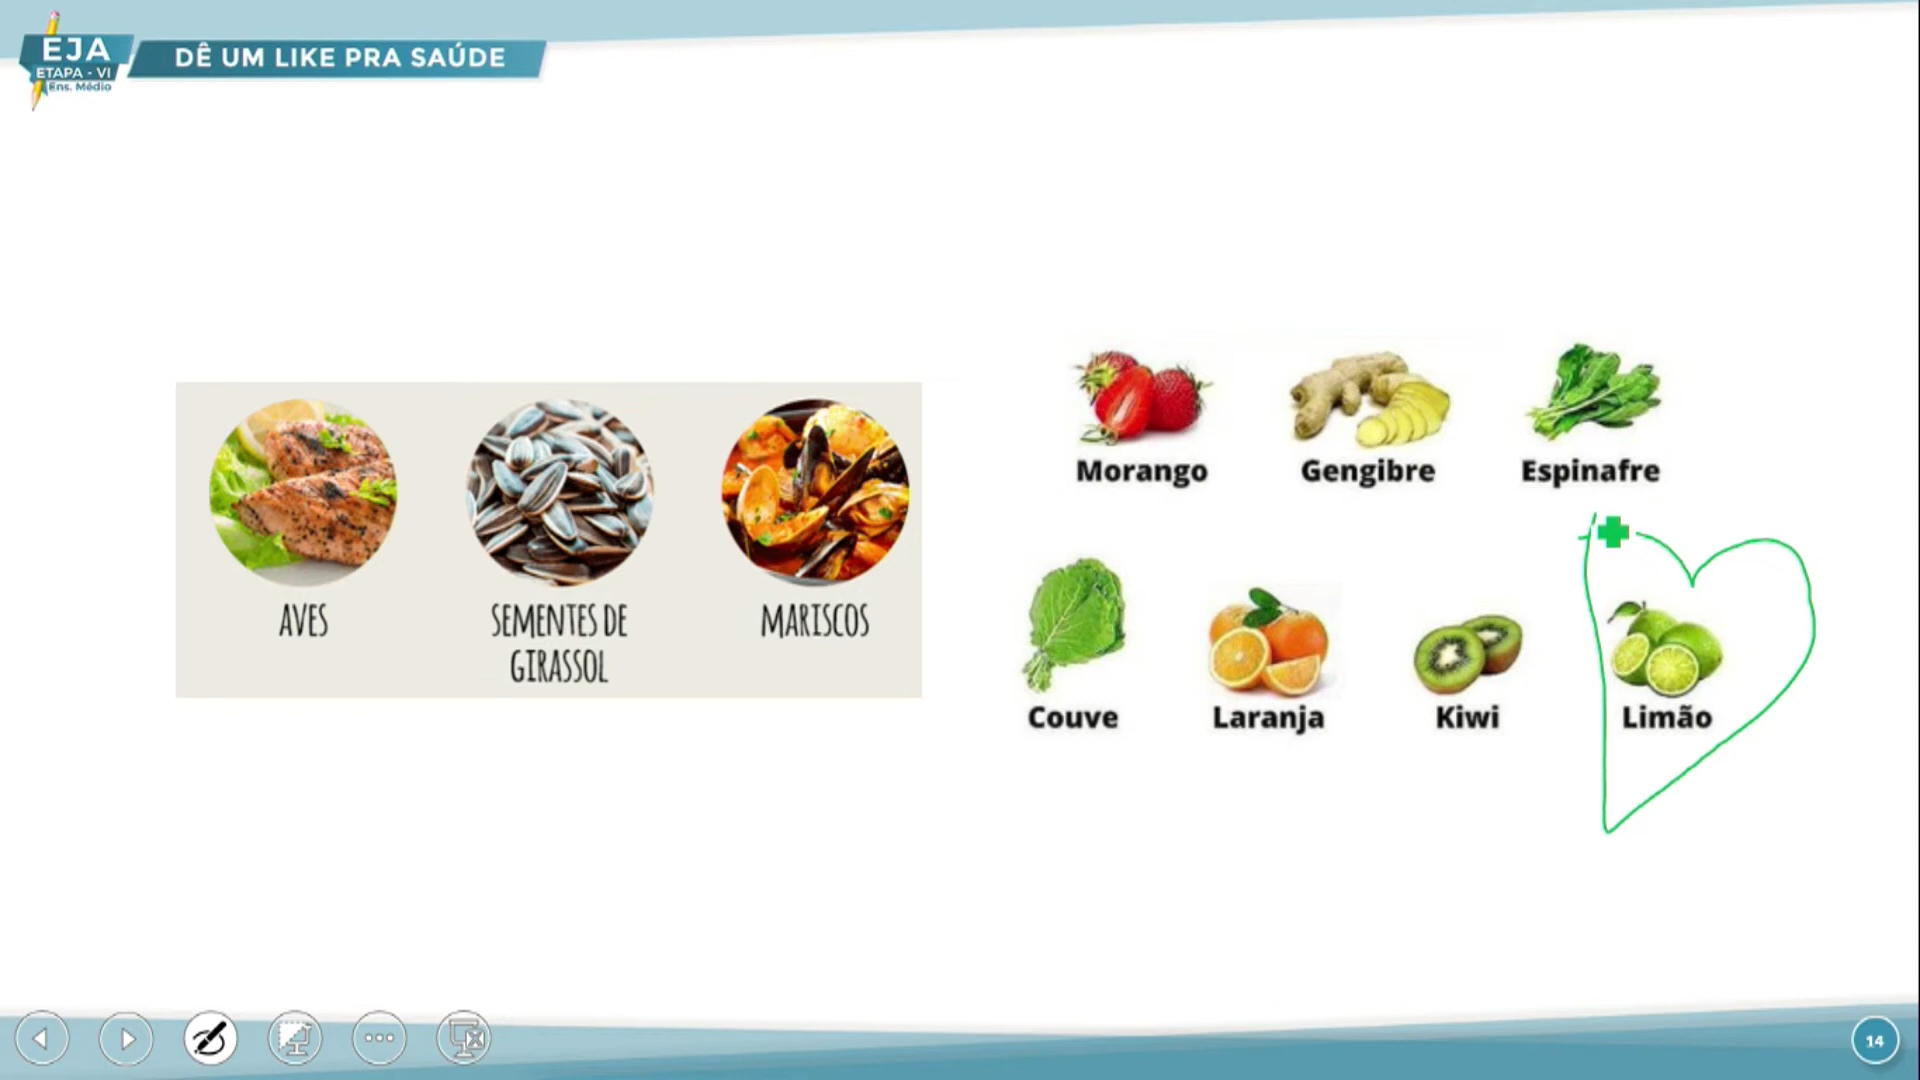 EJA
ETAPA - VI
Ens. Médio
DÊ UM LIKE PRA SAÚDE
AVES
SEMENTES DE
GIRASSOL
MARISCOS
Morango
Gengibre
Espinafre
Couve
Laranja
Kiwi
Limão
14